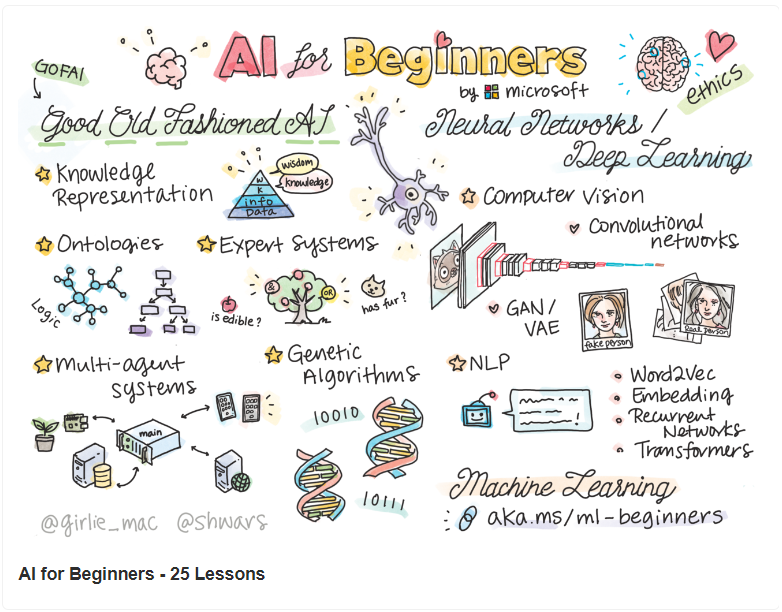 AI for Beginners
by microsoft
GOFAI
ethics
Good Old Fashioned AI
Knowledge
Representation
wisdom
knowledge
W
K
info
Data
Ontologies
Logic
Expert Systems
&
OR
is edible?
has fur?
Multi-agent
systems
main
Genetic
Algorithms
10010
10111
@girlie_mac @shwars
Neural Networks /
Deep Learning
Computer Vision
Convolutional
networks
GAN/
VAE
fake person
real person
NLP
Word2Vec
Embedding
Recurrent
Networks
Transformers
Machine Learning
aka.ms/ml-beginners
AI for Beginners - 25 Lessons